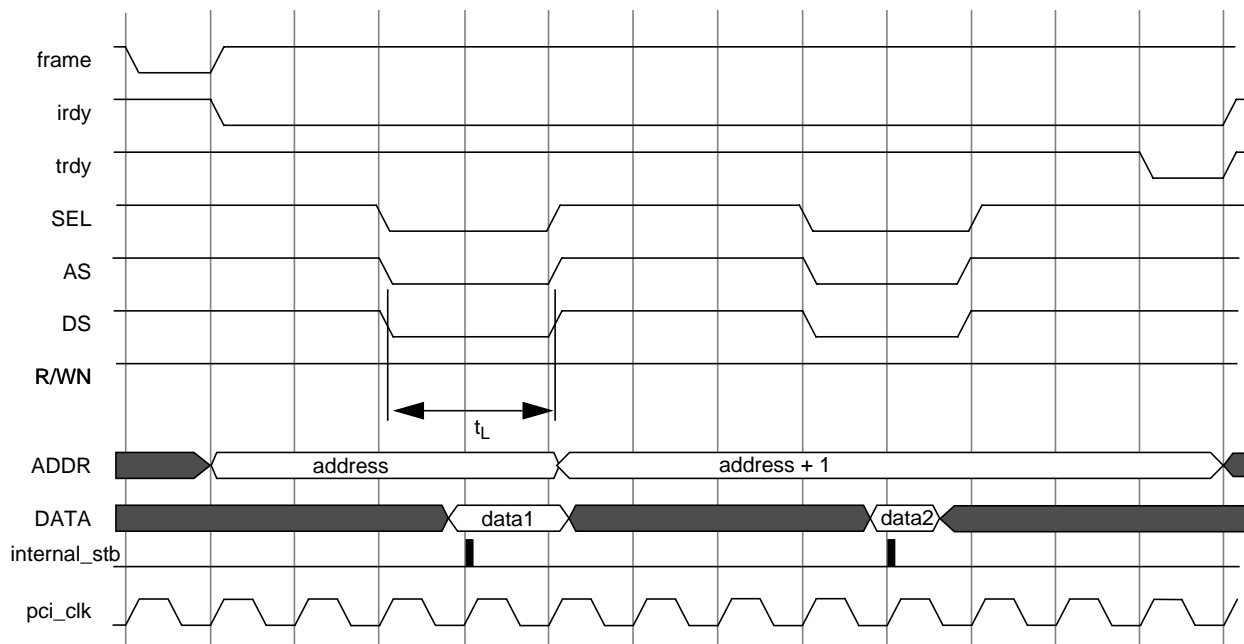 frame
irdy
trdy
SEL
AS
DS
R/WN
tL
ADDR address address + 1
DATA data1 data2
internal_stb
pci_clk